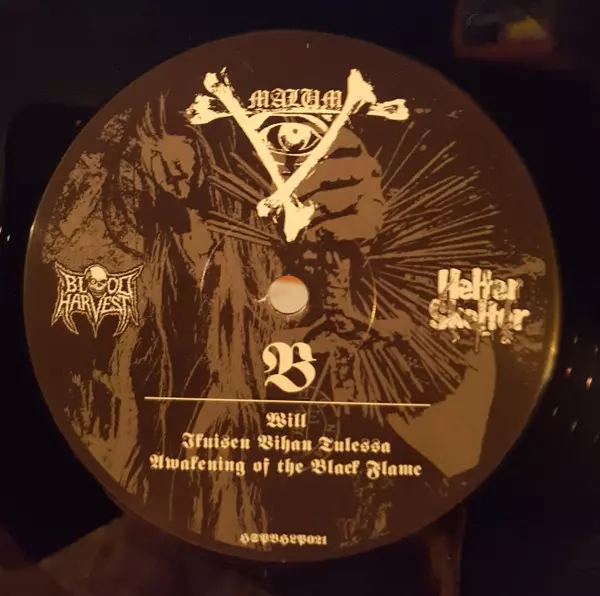 MALUM
BLOOD
HARVEST
Helter
Skelter
B
Will
Ikuisen Vihan Tulessa
Awakening of the Black Flame
HSPBHLP021